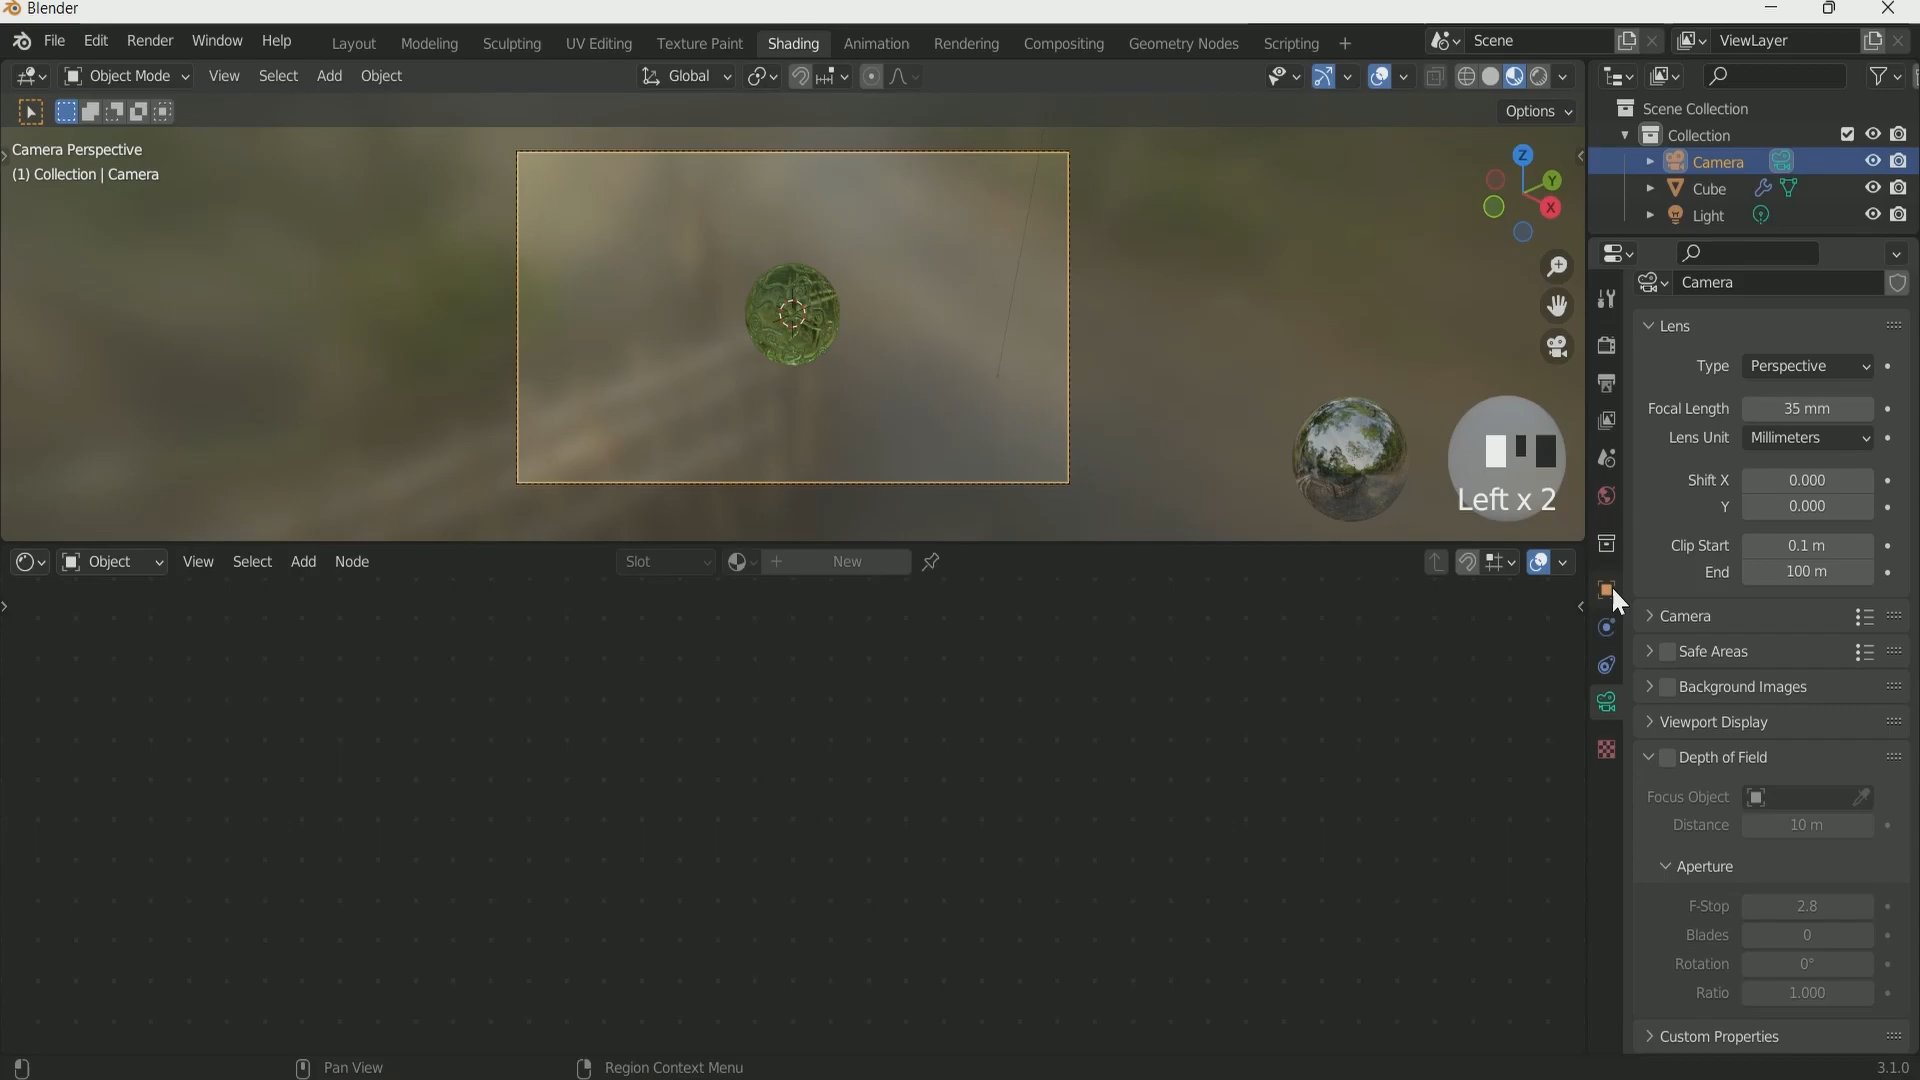 Blender
File Edit Render Window Help Layout Modeling Sculpting UV Editing Texture Paint Shading Animation Rendering Compositing Geometry Nodes Scripting + Scene ViewLayer
Object Mode View Select Add Object Global
Options
Camera Perspective
(1) Collection | Camera
Z
Y
X
Left x 2
Scene Collection
Collection
Camera
Cube
Light
Camera
Lens
Type Perspective
Focal Length 35 mm
Lens Unit Millimeters
Shift X 0.000
Y 0.000
Clip Start 0.1 m
End 100 m
Camera
Safe Areas
Background Images
Viewport Display
Depth of Field
Focus Object
Distance 10 m
Aperture
F-Stop 2.8
Blades 0
Rotation 0°
Ratio 1.000
Custom Properties
Object View Select Add Node Slot + New
Pan View Region Context Menu 3.1.0